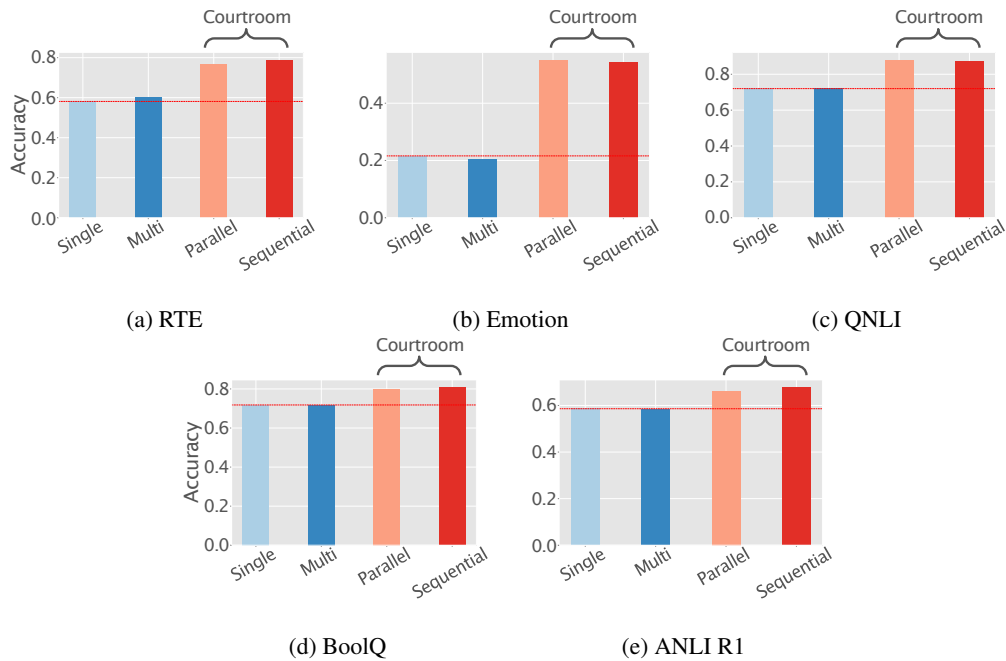 Courtroom
Courtroom
Courtroom
Accuracy
0.8
0.6
0.4
0.2
0.0
Single
Multi
Parallel
Sequential
0.4
0.2
0.0
Single
Multi
Parallel
Sequential
0.8
0.6
0.4
0.2
0.0
Single
Multi
Parallel
Sequential
(a) RTE
(b) Emotion
(c) QNLI
Courtroom
Courtroom
Accuracy
0.8
0.6
0.4
0.2
0.0
Single
Multi
Parallel
Sequential
Accuracy
0.6
0.4
0.2
0.0
Single
Multi
Parallel
Sequential
(d) BoolQ
(e) ANLI R1